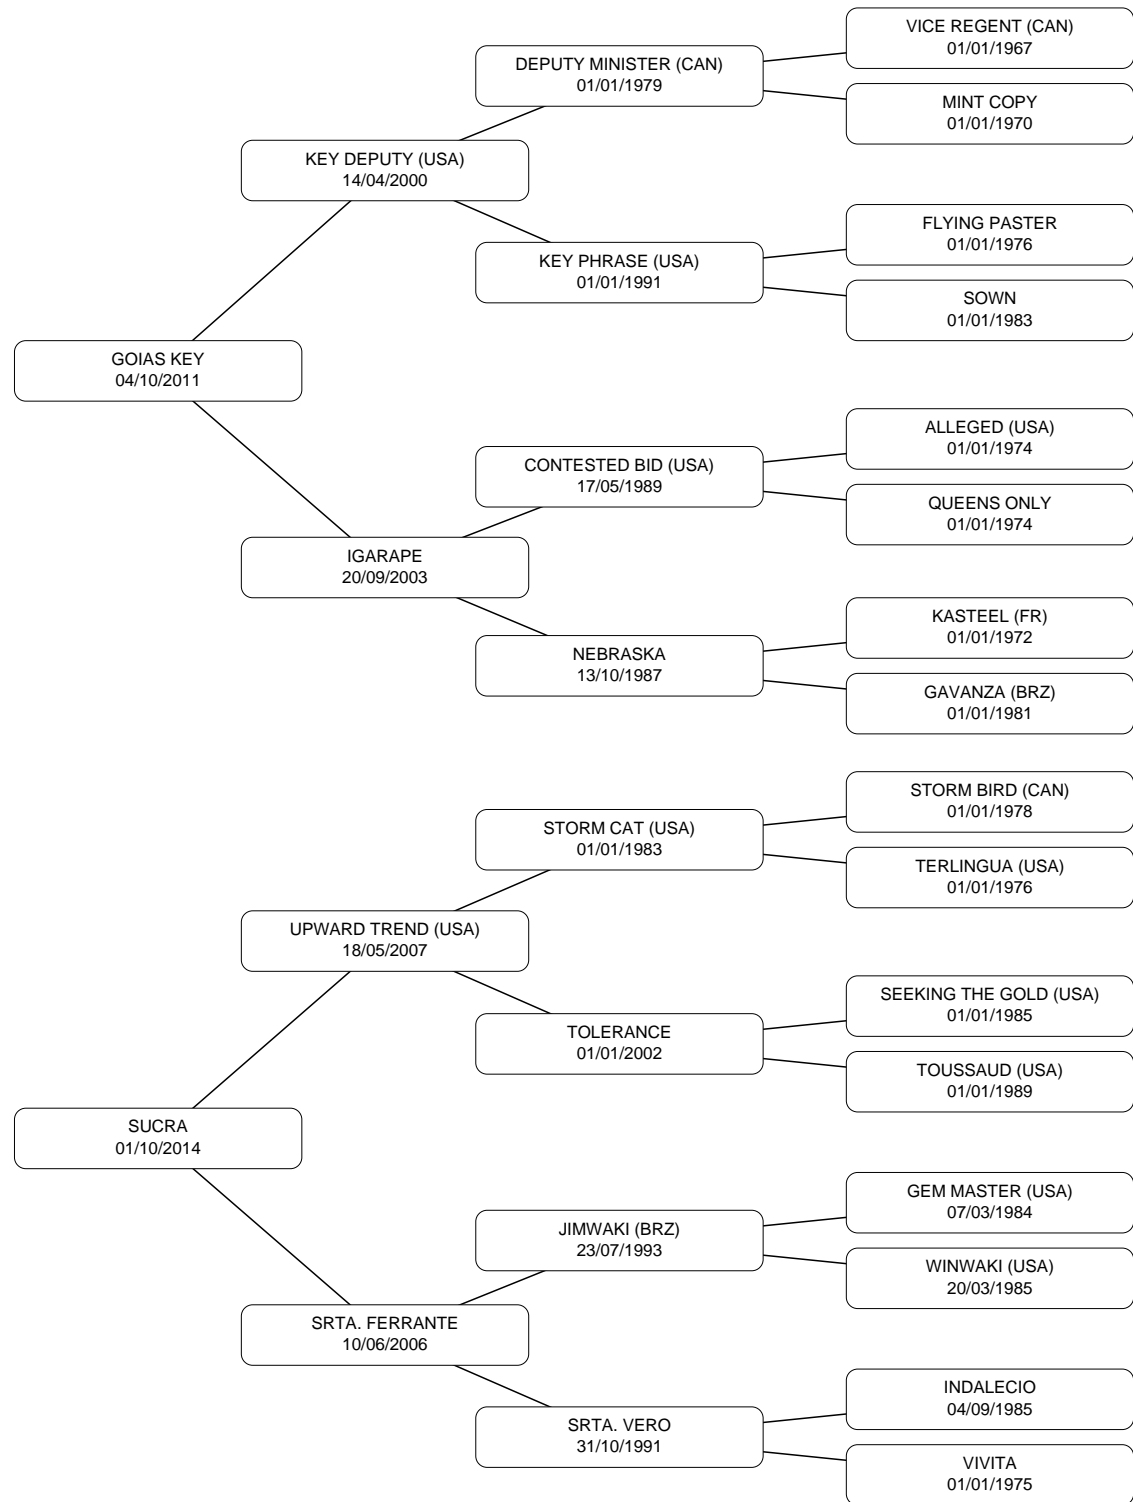 VICE REGENT (CAN)
01/01/1967
DEPUTY MINISTER (CAN)
01/01/1979
MINT COPY
01/01/1970
KEY DEPUTY (USA)
14/04/2000
FLYING PASTER
01/01/1976
KEY PHRASE (USA)
01/01/1991
SOWN
01/01/1983
GOIAS KEY
04/10/2011
ALLEGED (USA)
01/01/1974
CONTESTED BID (USA)
17/05/1989
QUEENS ONLY
01/01/1974
IGARAPE
20/09/2003
KASTEEL (FR)
01/01/1972
NEBRASKA
13/10/1987
GAVANZA (BRZ)
01/01/1981
STORM BIRD (CAN)
01/01/1978
STORM CAT (USA)
01/01/1983
TERLINGUA (USA)
01/01/1976
UPWARD TREND (USA)
18/05/2007
SEEKING THE GOLD (USA)
01/01/1985
TOLERANCE
01/01/2002
TOUSSAUD (USA)
01/01/1989
SUCRA
01/10/2014
GEM MASTER (USA)
07/03/1984
JIMWAKI (BRZ)
23/07/1993
WINWAKI (USA)
20/03/1985
SRTA. FERRANTE
10/06/2006
INDALECIO
04/09/1985
SRTA. VERO
31/10/1991
VIVITA
01/01/1975